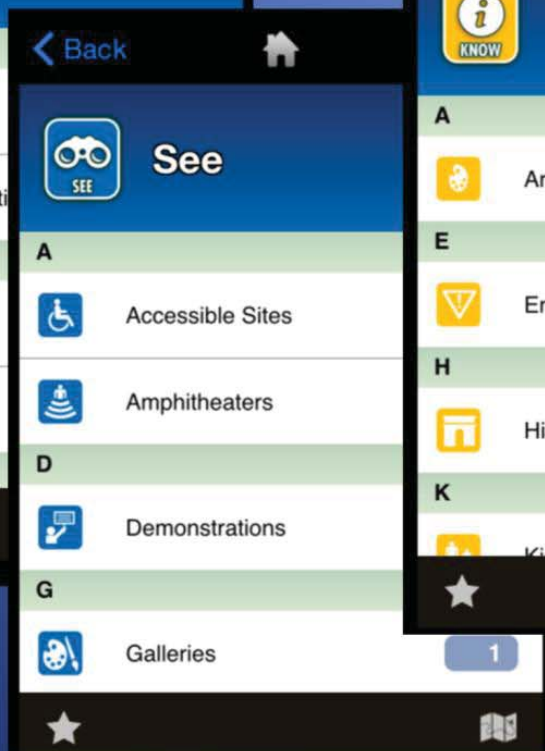 Back
See
SEE
A
Accessible Sites
Amphitheaters
D
Demonstrations
G
Galleries
1
KNOW
A
E
H
K